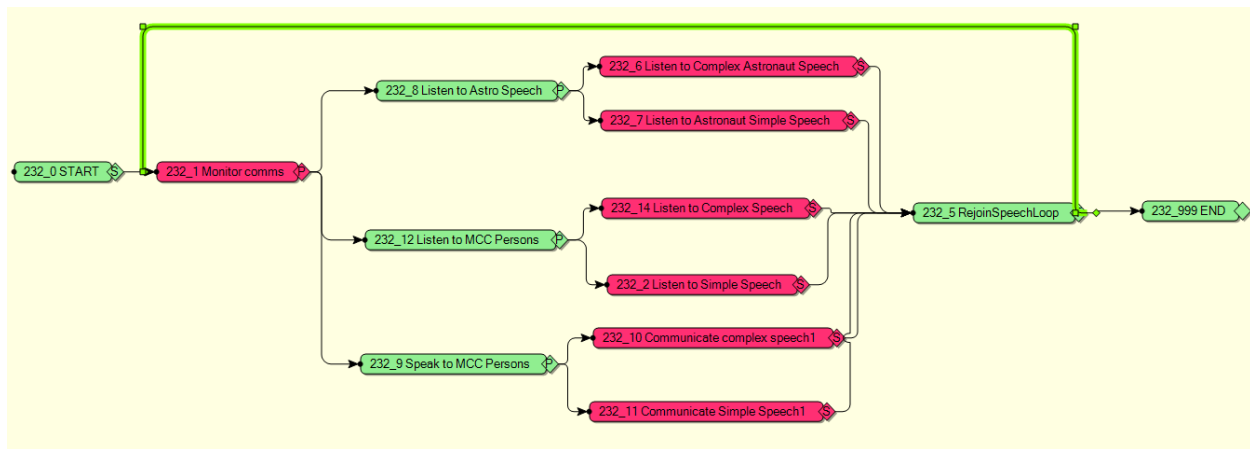 232_6 Listen to Complex Astronaut Speech S
232_8 Listen to Astro Speech P
232_7 Listen to Astronaut Simple Speech S
232_0 START S
232_1 Monitor comms P
232_14 Listen to Complex Speech S
232_5 RejoinSpeechLoop
232_999 END
232_12 Listen to MCC Persons P
232_2 Listen to Simple Speech S
232_10 Communicate complex speech1 S
232_9 Speak to MCC Persons P
232_11 Communicate Simple Speech1 S